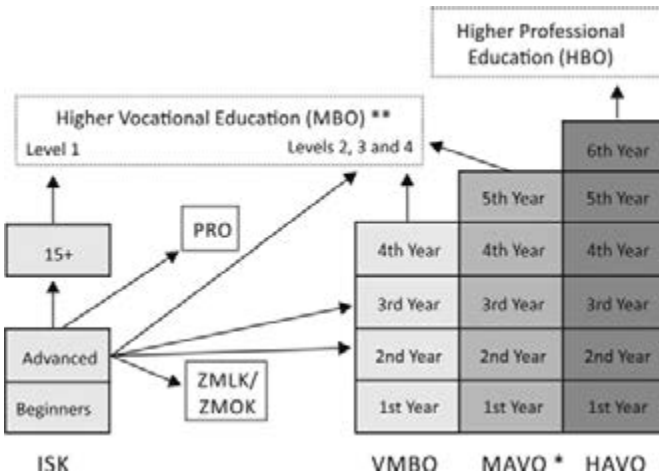 Higher Professional
Education (HBO)
Higher Vocational Education (MBO) **
Level 1
Levels 2, 3 and 4
6th Year
5th Year
5th Year
PRO
15+
4th Year
4th Year
4th Year
3rd Year
3rd Year
3rd Year
Advanced
2nd Year
2nd Year
2nd Year
ZMLK/
ZMOK
Beginners
1st Year
1st Year
1st Year
ISK
VMBO
MAVO *
HAVO